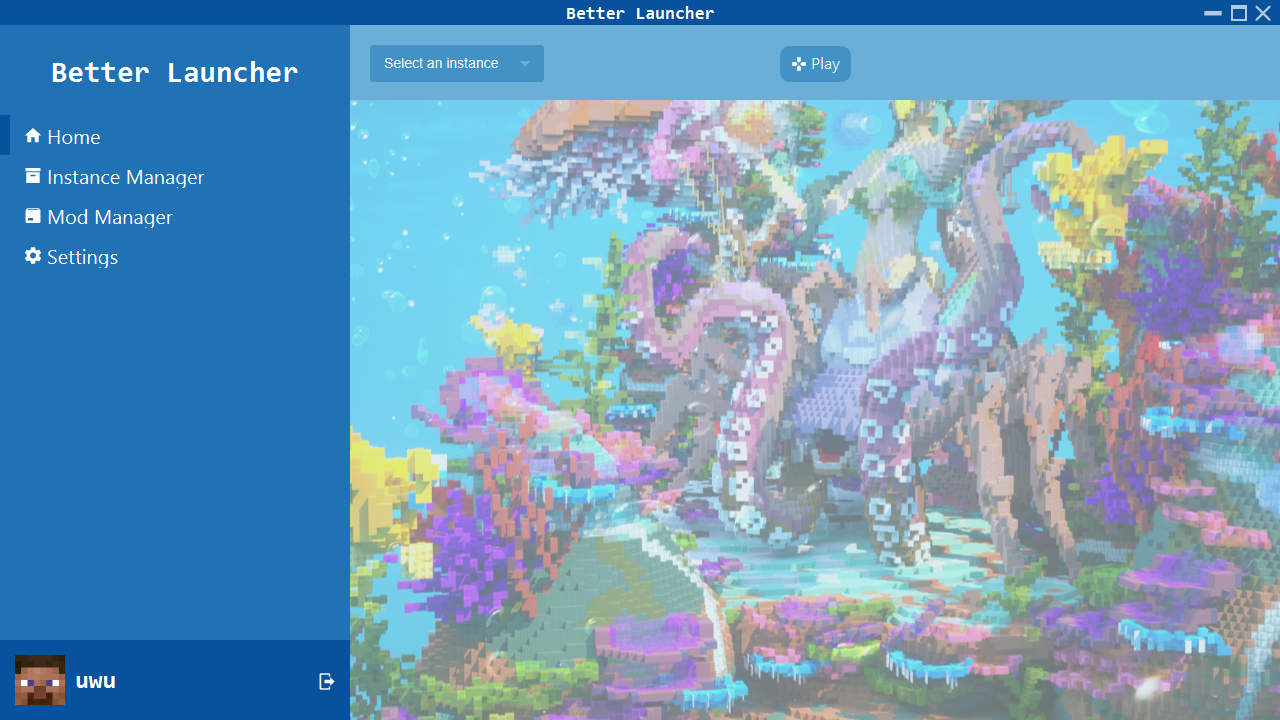 Better Launcher
Better Launcher
Select an instance
Play
Home
Instance Manager
Mod Manager
Settings
uwu